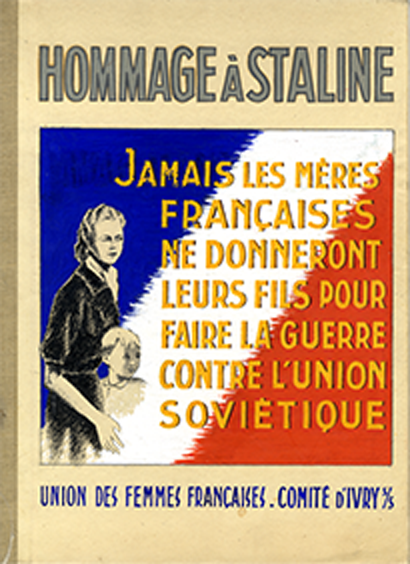 HOMMAGE À STALINE
JAMAIS LES MÈRES
FRANÇAISES
NE DONNERONT
LEURS FILS POUR
FAIRE LA GUERRE
CONTRE L'UNION
SOVIÉTIQUE
UNION DES FEMMES FRANÇAISES - COMITÉ D'IVRY S/S